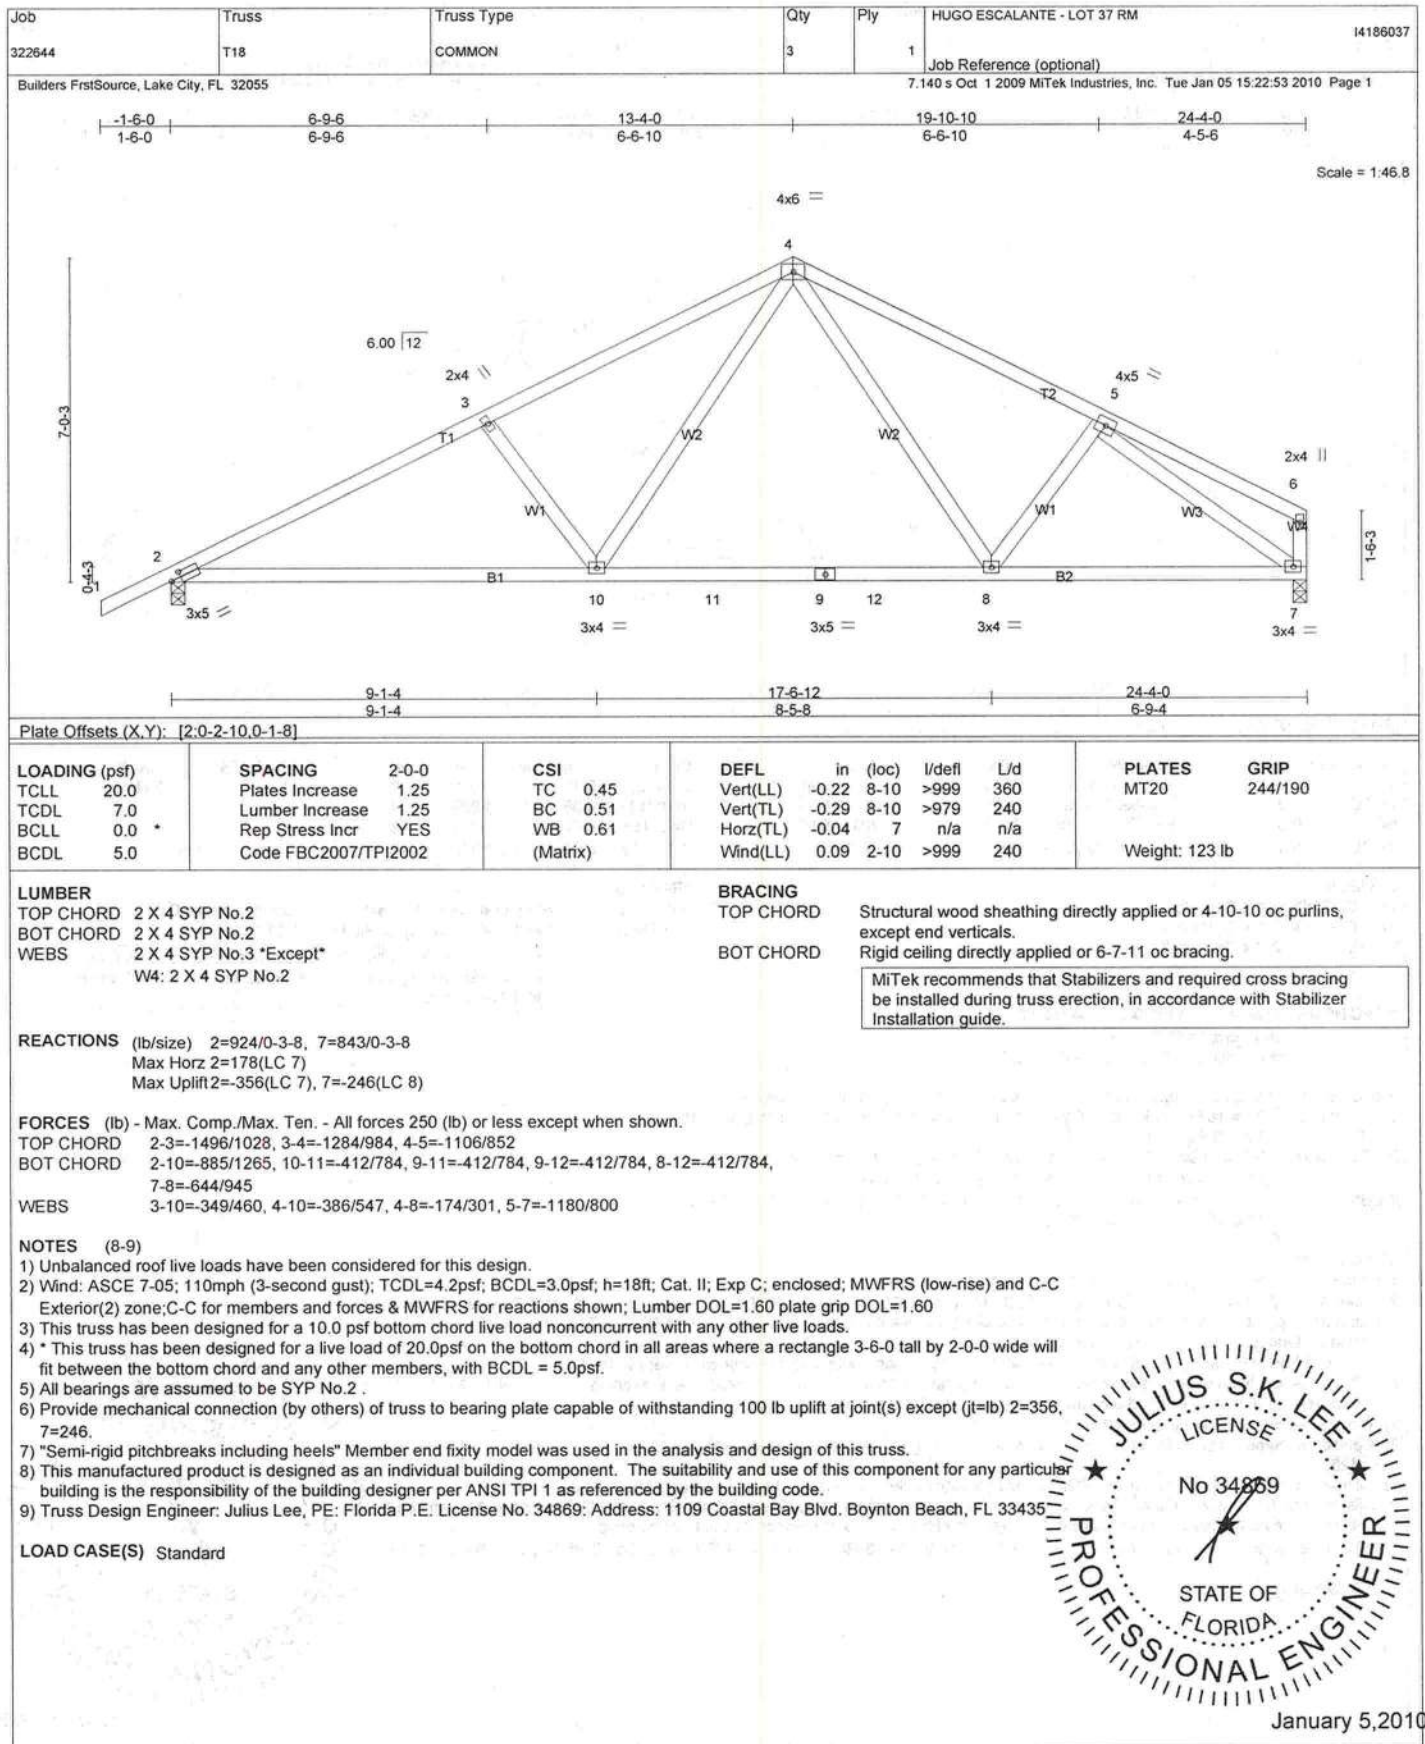 Job Truss Truss Type Qty Ply HUGO ESCALANTE - LOT 37 RM
I4186037
322644 T18 COMMON 3 1
Job Reference (optional)
Builders FrstSource, Lake City, FL 32055 7.140 s Oct 1 2009 MiTek Industries, Inc. Tue Jan 05 15:22:53 2010 Page 1
-1-6-0 6-9-6 13-4-0 19-10-10 24-4-0
1-6-0 6-9-6 6-6-10 6-6-10 4-5-6
Scale = 1:46.8
4x6 =
4
6.00 12
2x4 \\
3
4x5
5
T2
T1
W2
W2
7-0-3
2x4 ||
6
W1
W1
W3
W4
1-6-3
2
0-4-3
1
B1
B2
3x5
10 11 9 12 8
7
3x4 = 3x5 = 3x4 =
3x4 =
9-1-4 17-6-12 24-4-0
9-1-4 8-5-8 6-9-4
Plate Offsets (X,Y): [2:0-2-10,0-1-8]
LOADING (psf) SPACING 2-0-0 CSI DEFL in (loc) l/defl L/d PLATES GRIP
TCLL 20.0 Plates Increase 1.25 TC 0.45 Vert(LL) -0.22 8-10 >999 360 MT20 244/190
TCDL 7.0 Lumber Increase 1.25 BC 0.51 Vert(TL) -0.29 8-10 >979 240
BCLL 0.0 * Rep Stress Incr YES WB 0.61 Horz(TL) -0.04 7 n/a n/a
BCDL 5.0 Code FBC2007/TPI2002 (Matrix) Wind(LL) 0.09 2-10 >999 240 Weight: 123 lb
LUMBER
TOP CHORD 2 X 4 SYP No.2
BOT CHORD 2 X 4 SYP No.2
WEBS 2 X 4 SYP No.3 *Except*
W4: 2 X 4 SYP No.2
BRACING
TOP CHORD Structural wood sheathing directly applied or 4-10-10 oc purlins,
except end verticals.
BOT CHORD Rigid ceiling directly applied or 6-7-11 oc bracing.
MiTek recommends that Stabilizers and required cross bracing
be installed during truss erection, in accordance with Stabilizer
Installation guide.
REACTIONS (lb/size) 2=924/0-3-8, 7=843/0-3-8
Max Horz 2=178(LC 7)
Max Uplift 2=-356(LC 7), 7=-246(LC 8)
FORCES (lb) - Max. Comp./Max. Ten. - All forces 250 (lb) or less except when shown.
TOP CHORD 2-3=-1496/1028, 3-4=-1284/984, 4-5=-1106/852
BOT CHORD 2-10=-885/1265, 10-11=-412/784, 9-11=-412/784, 9-12=-412/784, 8-12=-412/784,
7-8=-644/945
WEBS 3-10=-349/460, 4-10=-386/547, 4-8=-174/301, 5-7=-1180/800
NOTES (8-9)
1) Unbalanced roof live loads have been considered for this design.
2) Wind: ASCE 7-05; 110mph (3-second gust); TCDL=4.2psf; BCDL=3.0psf; h=18ft; Cat. II; Exp C; enclosed; MWFRS (low-rise) and C-C
Exterior(2) zone;C-C for members and forces & MWFRS for reactions shown; Lumber DOL=1.60 plate grip DOL=1.60
3) This truss has been designed for a 10.0 psf bottom chord live load nonconcurrent with any other live loads.
4) * This truss has been designed for a live load of 20.0psf on the bottom chord in all areas where a rectangle 3-6-0 tall by 2-0-0 wide will
fit between the bottom chord and any other members, with BCDL = 5.0psf.
5) All bearings are assumed to be SYP No.2 .
6) Provide mechanical connection (by others) of truss to bearing plate capable of withstanding 100 lb uplift at joint(s) except (jt=lb) 2=356,
7=246.
7) "Semi-rigid pitchbreaks including heels" Member end fixity model was used in the analysis and design of this truss.
8) This manufactured product is designed as an individual building component. The suitability and use of this component for any particular
building is the responsibility of the building designer per ANSI TPI 1 as referenced by the building code.
9) Truss Design Engineer: Julius Lee, PE: Florida P.E. License No. 34869: Address: 1109 Coastal Bay Blvd. Boynton Beach, FL 33435
LOAD CASE(S) Standard
JULIUS S.K. LEE
LICENSE
No 34869
STATE OF
FLORIDA
PROFESSIONAL ENGINEER
January 5,2010